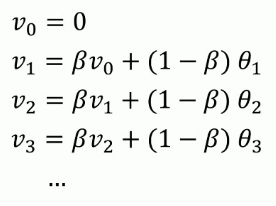 v₀ = 0
v₁ = βv₀ + (1 − β) θ₁
v₂ = βv₁ + (1 − β) θ₂
v₃ = βv₂ + (1 − β) θ₃
...